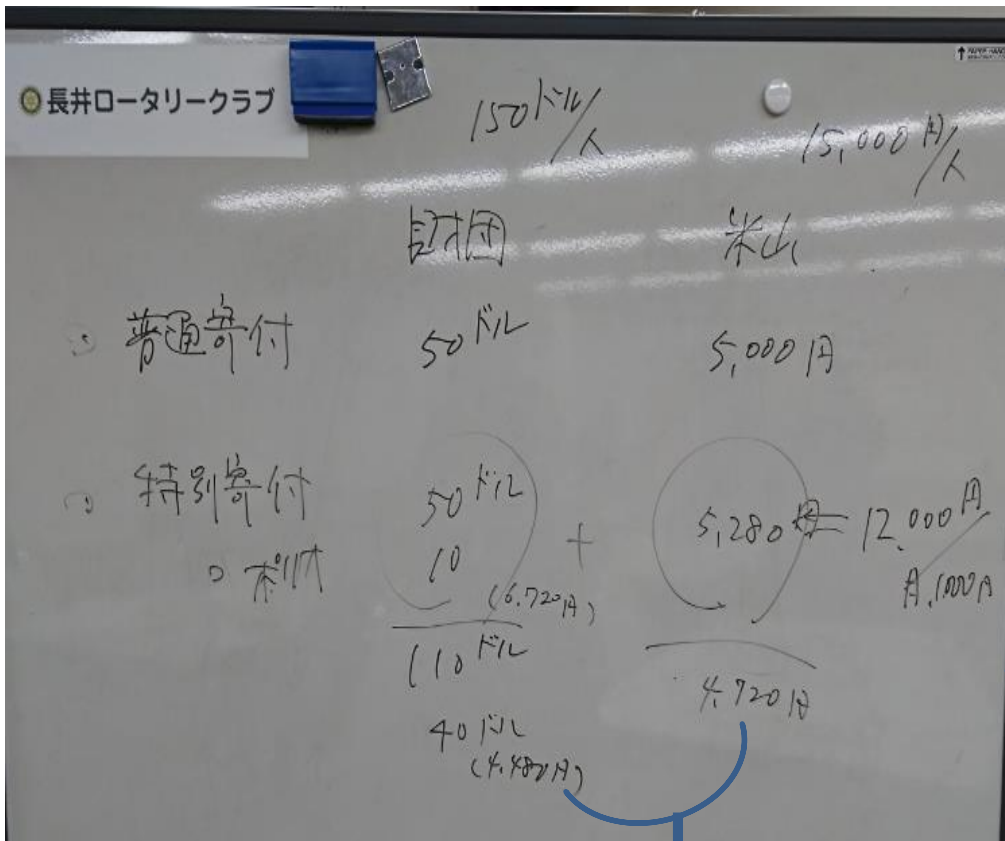 長井ロータリークラブ
150ドル/人
15,000円/人
財団
米山
普通寄付
50ドル
5,000円
特別寄付
50ドル
+
5,280円 ← 12,000円
ポリオ
10
月.1000円
(6.720円)
110ドル
4,720円
40ドル
(4.480円)